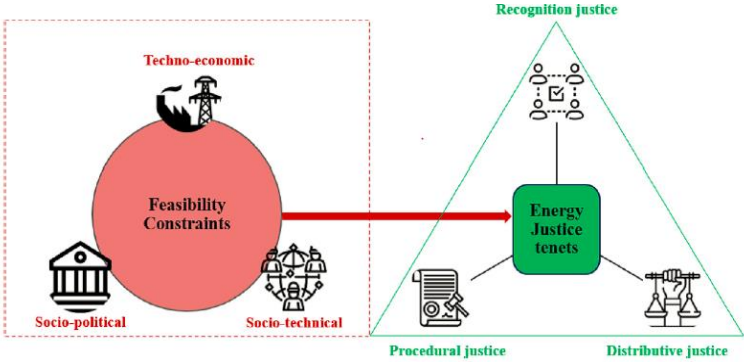 Recognition justice
Techno-economic
Feasibility
Constraints
Energy
Justice
tenets
Socio-political
Socio-technical
Procedural justice
Distributive justice